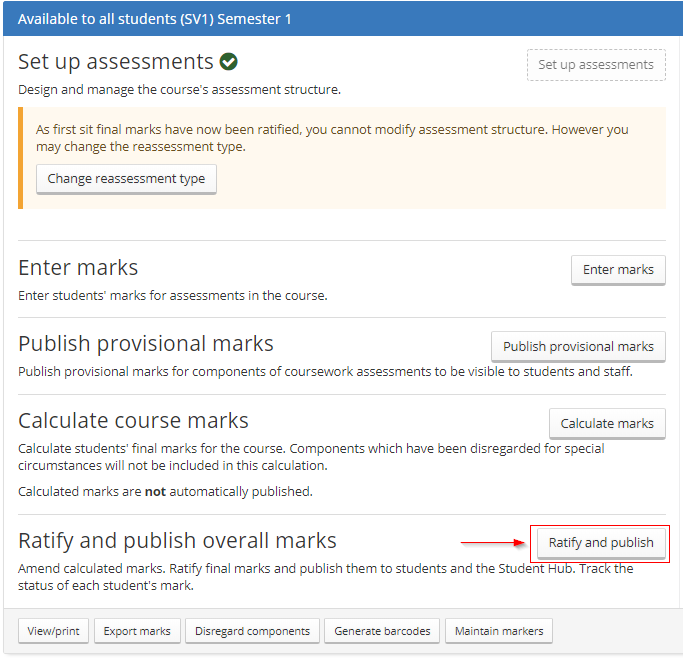 Available to all students (SV1) Semester 1
Set up assessments
Set up assessments
Design and manage the course's assessment structure.
As first sit final marks have now been ratified, you cannot modify assessment structure. However you
may change the reassessment type.
Change reassessment type
Enter marks
Enter marks
Enter students' marks for assessments in the course.
Publish provisional marks
Publish provisional marks
Publish provisional marks for components of coursework assessments to be visible to students and staff.
Calculate course marks
Calculate marks
Calculate students' final marks for the course. Components which have been disregarded for special
circumstances will not be included in this calculation.
Calculated marks are not automatically published.
Ratify and publish overall marks
Ratify and publish
Amend calculated marks. Ratify final marks and publish them to students and the Student Hub. Track the
status of each student's mark.
View/print
Export marks
Disregard components
Generate barcodes
Maintain markers